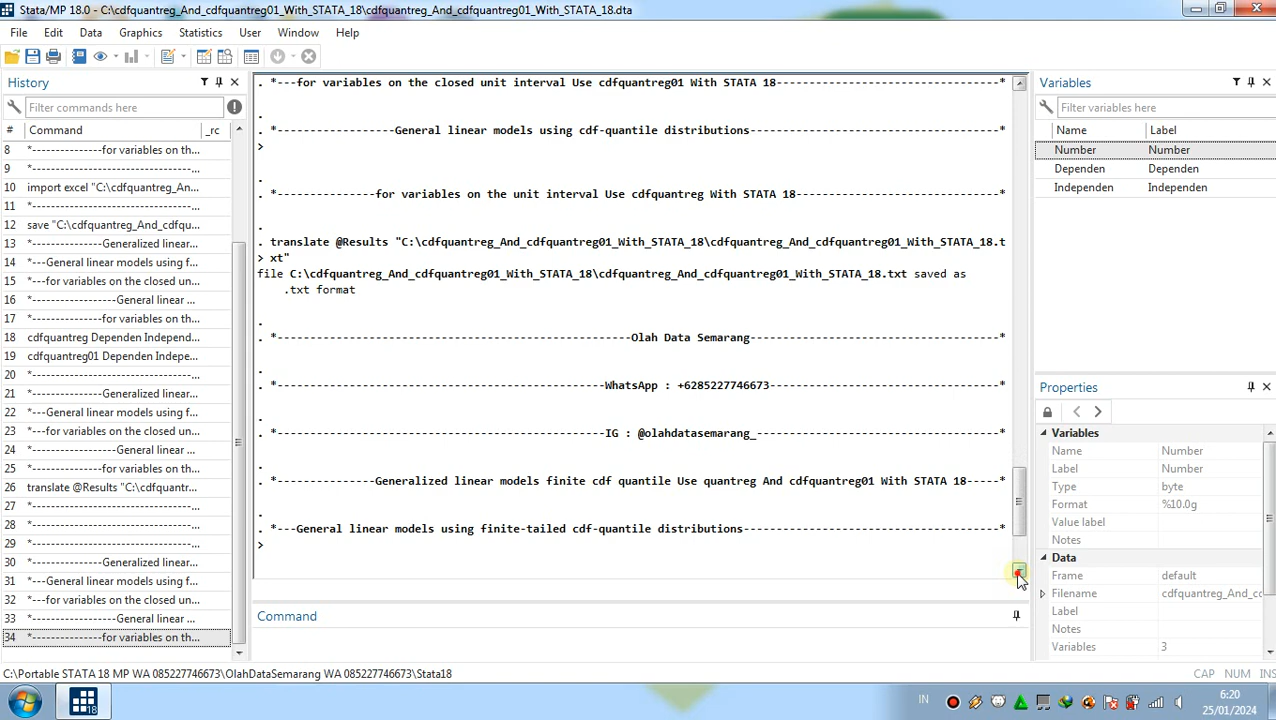 Stata/MP 18.0 - C:\cdfquantreg_And_cdfquantreg01_With_STATA_18\cdfquantreg_And_cdfquantreg01_With_STATA_18.dta
File Edit Data Graphics Statistics User Window Help
History
Filter commands here
# Command _rc
8 *---------------for variables on th...
9 *--------------------------------...
10 import excel "C:\cdfquantreg_An...
11 *--------------------------------...
12 save "C:\cdfquantreg_And_cdfqu...
13 *---------------Generalized linear...
14 *---General linear models using f...
15 *---for variables on the closed un...
16 *------------------General linear ...
17 *---------------for variables on th...
18 cdfquantreg Dependen Independ...
19 cdfquantreg01 Dependen Indepe...
20 *--------------------------------...
21 *---------------Generalized linear...
22 *---General linear models using f...
23 *---for variables on the closed un...
24 *------------------General linear ...
25 *---------------for variables on th...
26 translate @Results "C:\cdfquantr...
27 *--------------------------------...
28 *--------------------------------...
29 *--------------------------------...
30 *---------------Generalized linear...
31 *---General linear models using f...
32 *---for variables on the closed un...
33 *------------------General linear ...
34 *---------------for variables on th...
. *---for variables on the closed unit interval Use cdfquantreg01 With STATA 18----------------------------------*
.
. *------------------General linear models using cdf-quantile distributions---------------------------------------*
>
. *---------------for variables on the unit interval Use cdfquantreg With STATA 18-------------------------------*
.
. translate @Results "C:\cdfquantreg_And_cdfquantreg01_With_STATA_18\cdfquantreg_And_cdfquantreg01_With_STATA_18.t
> xt"
file C:\cdfquantreg_And_cdfquantreg01_With_STATA_18\cdfquantreg_And_cdfquantreg01_With_STATA_18.txt saved as
.txt format
.
. *------------------------------------------------------Olah Data Semarang---------------------------------------*
.
. *--------------------------------------------------WhatsApp : +6285227746673-----------------------------------*
.
. *--------------------------------------------------IG : @olahdatasemarang_--------------------------------------*
.
. *---------------Generalized linear models finite cdf quantile Use quantreg And cdfquantreg01 With STATA 18-----*
.
. *---General linear models using finite-tailed cdf-quantile distributions---------------------------------------*
>
Command
C:\Portable STATA 18 MP WA 085227746673\OlahDataSemarang\Stata18
Variables
Filter variables here
Name Label
Number Number
Dependen Dependen
Independen Independen
Properties
Variables
Name Number
Label Number
Type byte
Format %10.0g
Value label
Notes
Data
Frame default
Filename cdfquantreg_And_cc
Label
Notes
Variables 3
CAP NUM INS
18
IN
6:20
25/01/2024